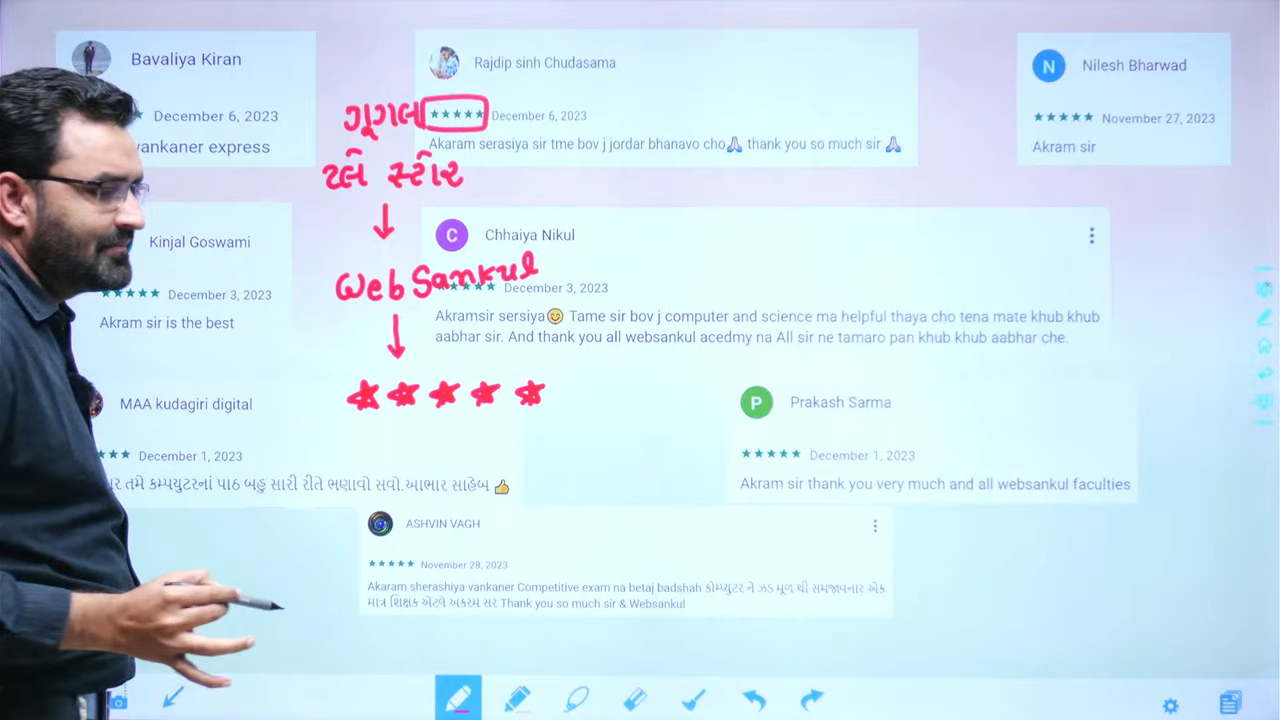 Bavaliya Kiran
December 6, 2023
vankaner express
Rajdip sinh Chudasama
December 6, 2023
Akaram serasiya sir tme bov j jordar bhanavo cho🙏 thank you so much sir 🙏
Nilesh Bharwad
November 27, 2023
Akram sir
ગૂગલ
પ્લે સ્ટોર
Kinjal Goswami
December 3, 2023
Akram sir is the best
Chhaiya Nikul
December 3, 2023
Akramsir sersiya😊 Tame sir bov j computer and science ma helpful thaya cho tena mate khub khub
aabhar sir. And thank you all websankul acedmy na All sir ne tamaro pan khub khub aabhar che.
WebSankul
MAA kudagiri digital
December 1, 2023
તમે કમ્પયુટરનાં પાઠ બહુ સારી રીતે ભણાવો સવો.આભાર સાહેબ 👍
Prakash Sarma
December 1, 2023
Akram sir thank you very much and all websankul faculties
ASHVIN VAGH
November 28, 2023
Akaram sherashiya vankaner Competitive exam na betaj badshah કોમ્પ્યુટર ને ઝડ મૂળ થી સમજાવનાર એક
માત્ર શિક્ષક એટલે અકરમ સર Thank you so much sir & Websankul